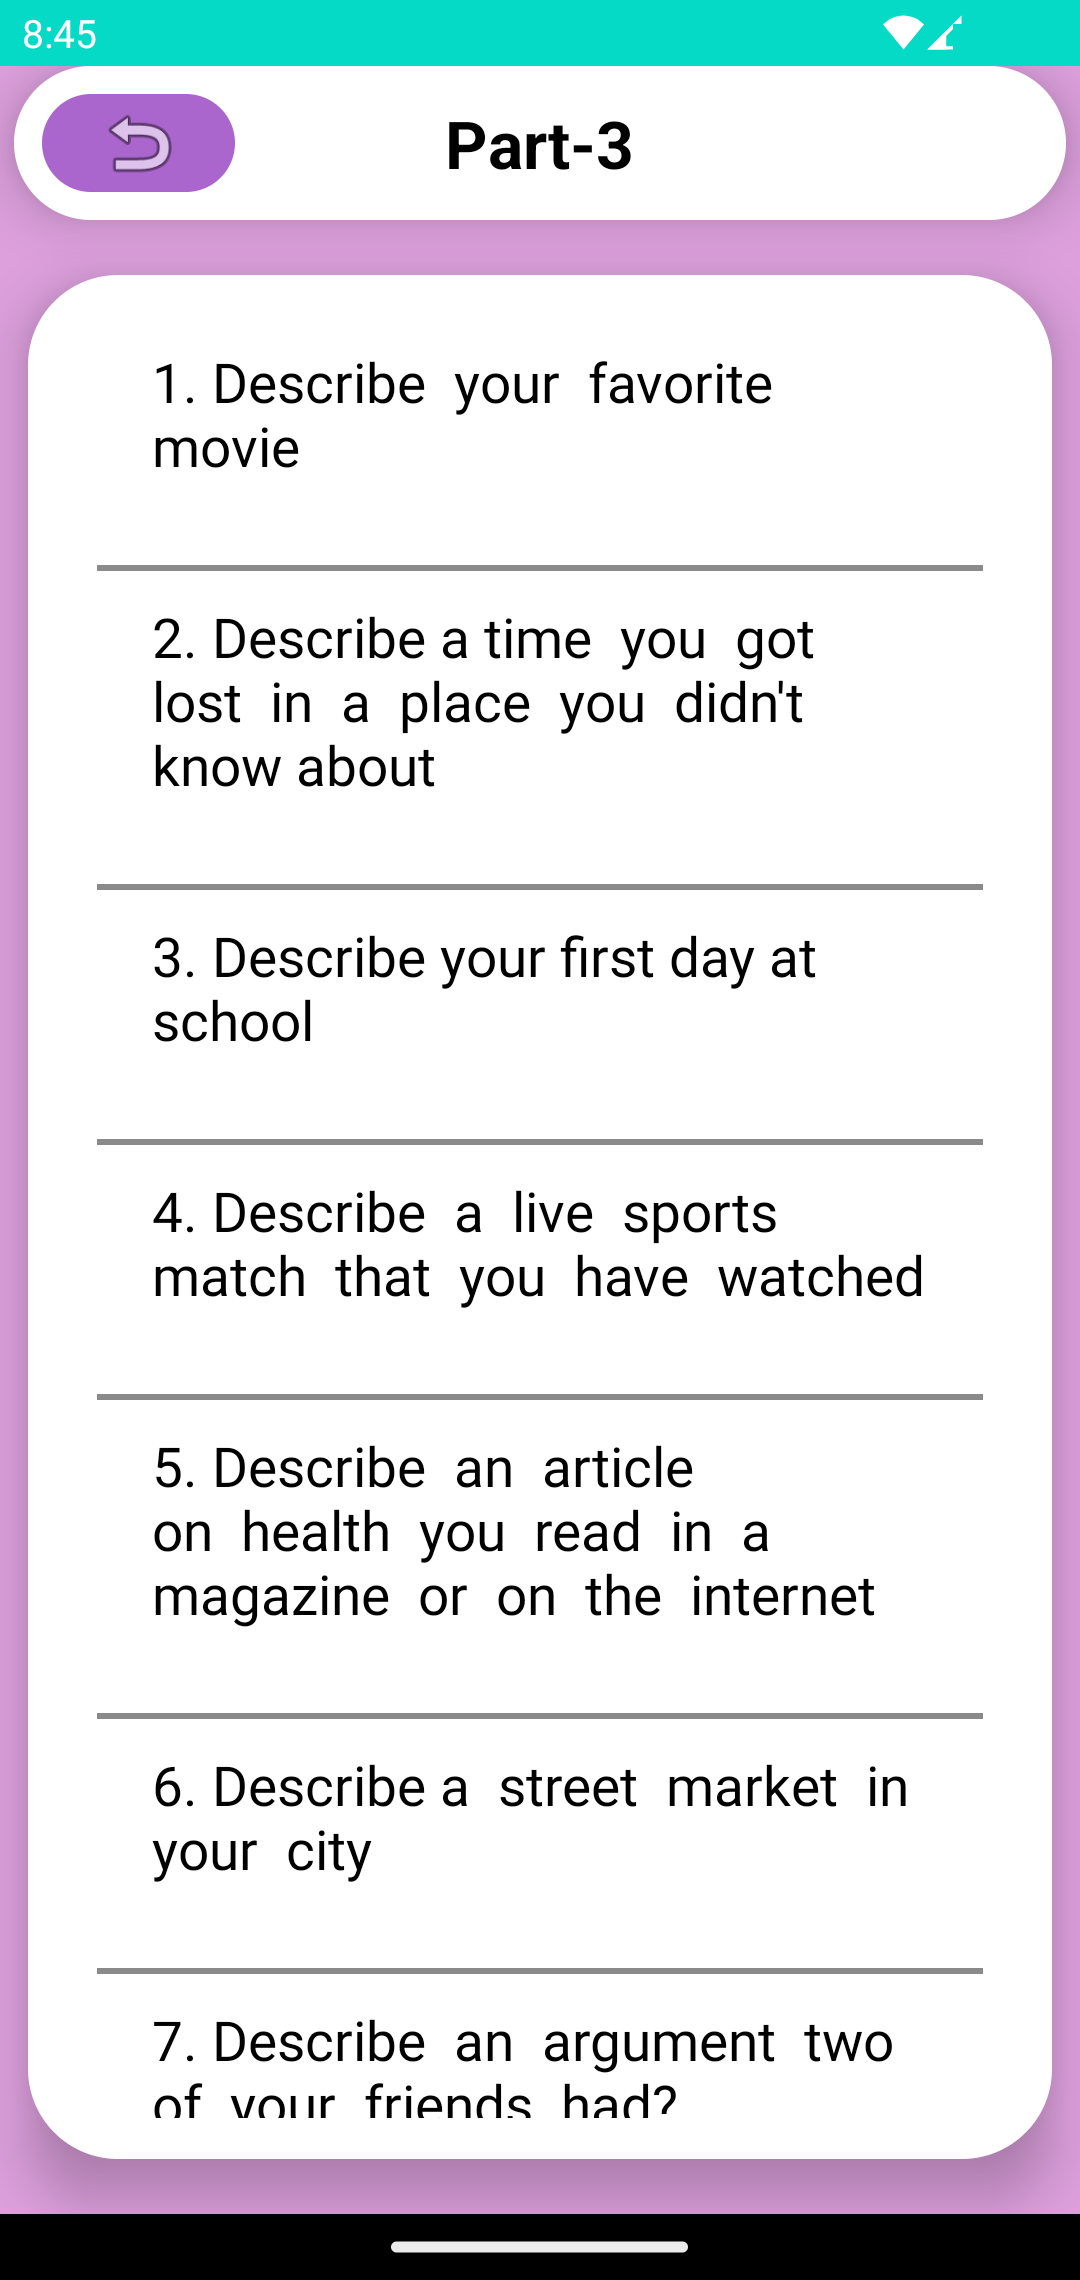 8:45
Part-3
1. Describe  your  favorite
movie
2. Describe a time  you  got
lost  in  a  place  you  didn't
know about
3. Describe your first day at
school
4. Describe  a  live  sports
match  that  you  have  watched
5. Describe  an  article
on  health  you  read  in  a
magazine  or  on  the  internet
6. Describe a  street  market  in
your  city
7. Describe  an  argument  two
of  your  friends  had?